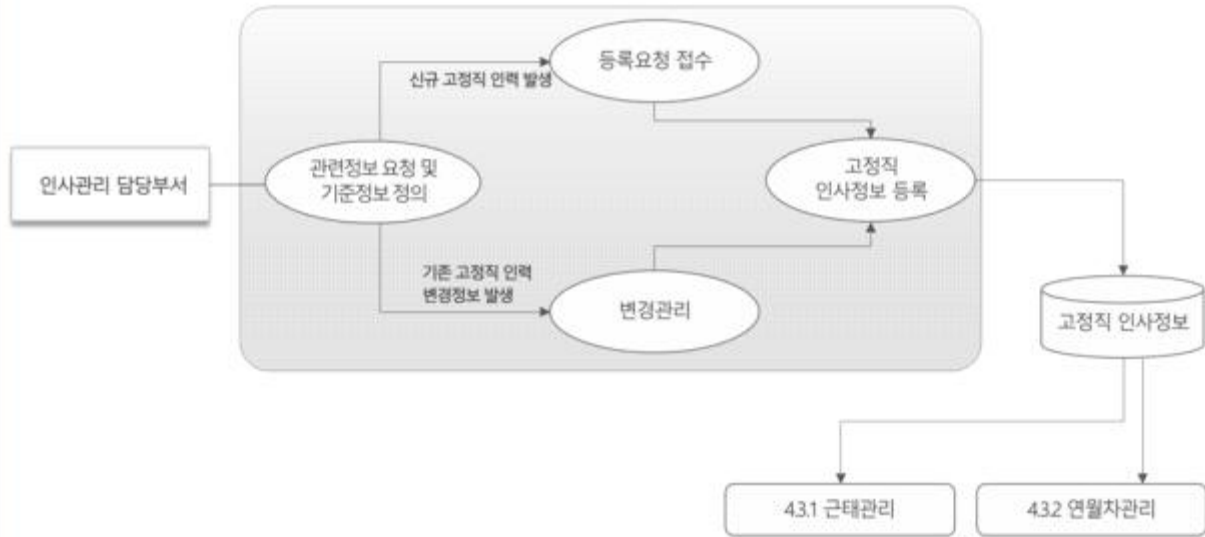 등록요청 접수
신규 고정직 인력 발생
인사관리 담당부서
관련정보 요청 및
기준정보 정의
고정직
인사정보 등록
기존 고정직 인력
변경정보 발생
변경관리
고정직 인사정보
4.3.1 근태관리
4.3.2 연월차관리